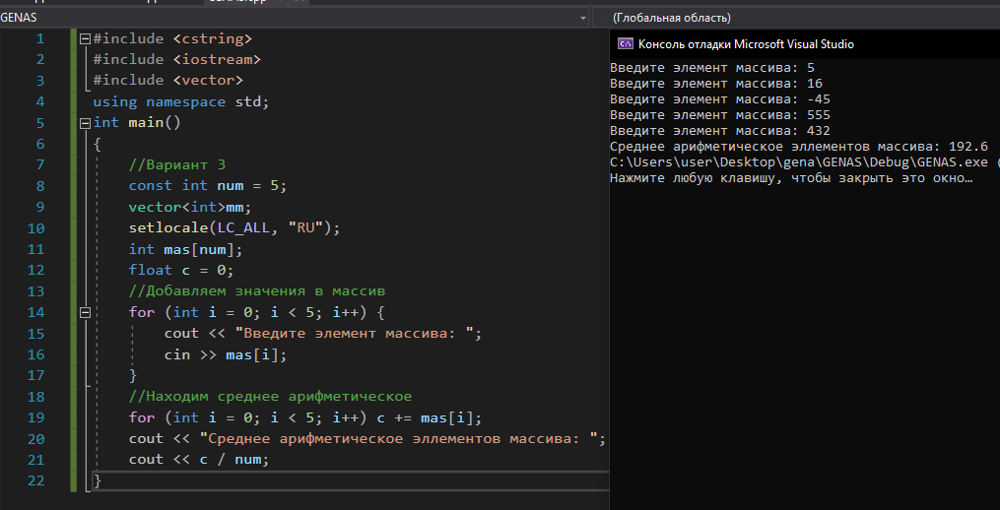 GENAS
(Глобальная область)
1 #include <cstring>
2 #include <iostream>
3 #include <vector>
4 using namespace std;
5 int main()
6 {
7 //Вариант 3
8 const int num = 5;
9 vector<int>mm;
10 setlocale(LC_ALL, "RU");
11 int mas[num];
12 float c = 0;
13 //Добавляем значения в массив
14 for (int i = 0; i < 5; i++) {
15 cout << "Введите элемент массива: ";
16 cin >> mas[i];
17 }
18 //Находим среднее арифметическое
19 for (int i = 0; i < 5; i++) c += mas[i];
20 cout << "Среднее арифметическое эллементов массива: ";
21 cout << c / num;
22 }
Консоль отладки Microsoft Visual Studio
Введите элемент массива: 5
Введите элемент массива: 16
Введите элемент массива: -45
Введите элемент массива: 555
Введите элемент массива: 432
Среднее арифметическое эллементов массива: 192.6
C:\Users\user\Desktop\gena\GENAS\Debug\GENAS.exe (
Нажмите любую клавишу, чтобы закрыть это окно…